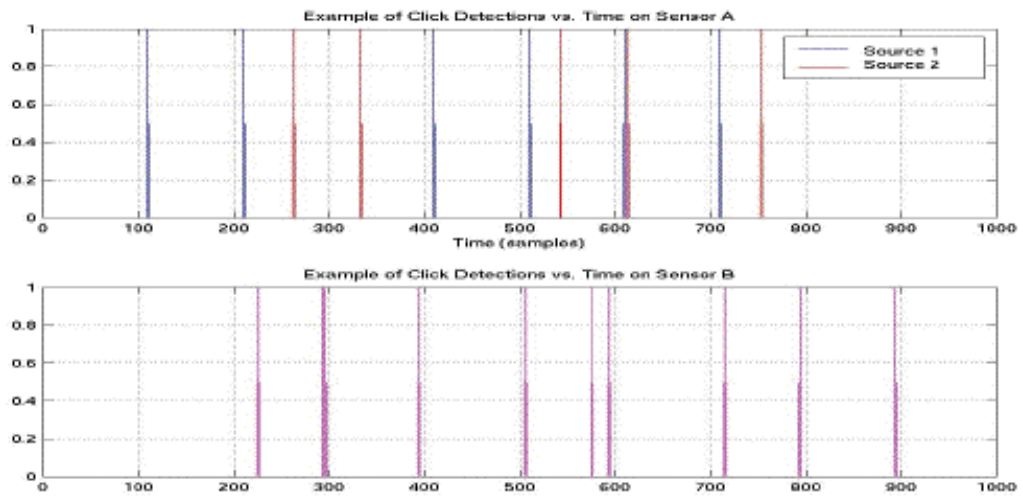 Example of Click Detections vs. Time on Sensor A
1
0.8
0.6
0.4
0.2
0
Source 1
Source 2
0 100 200 300 400 500 600 700 800 900 1000
Time (samples)
Example of Click Detections vs. Time on Sensor B
1
0.8
0.6
0.4
0.2
0
0 100 200 300 400 500 600 700 800 900 1000